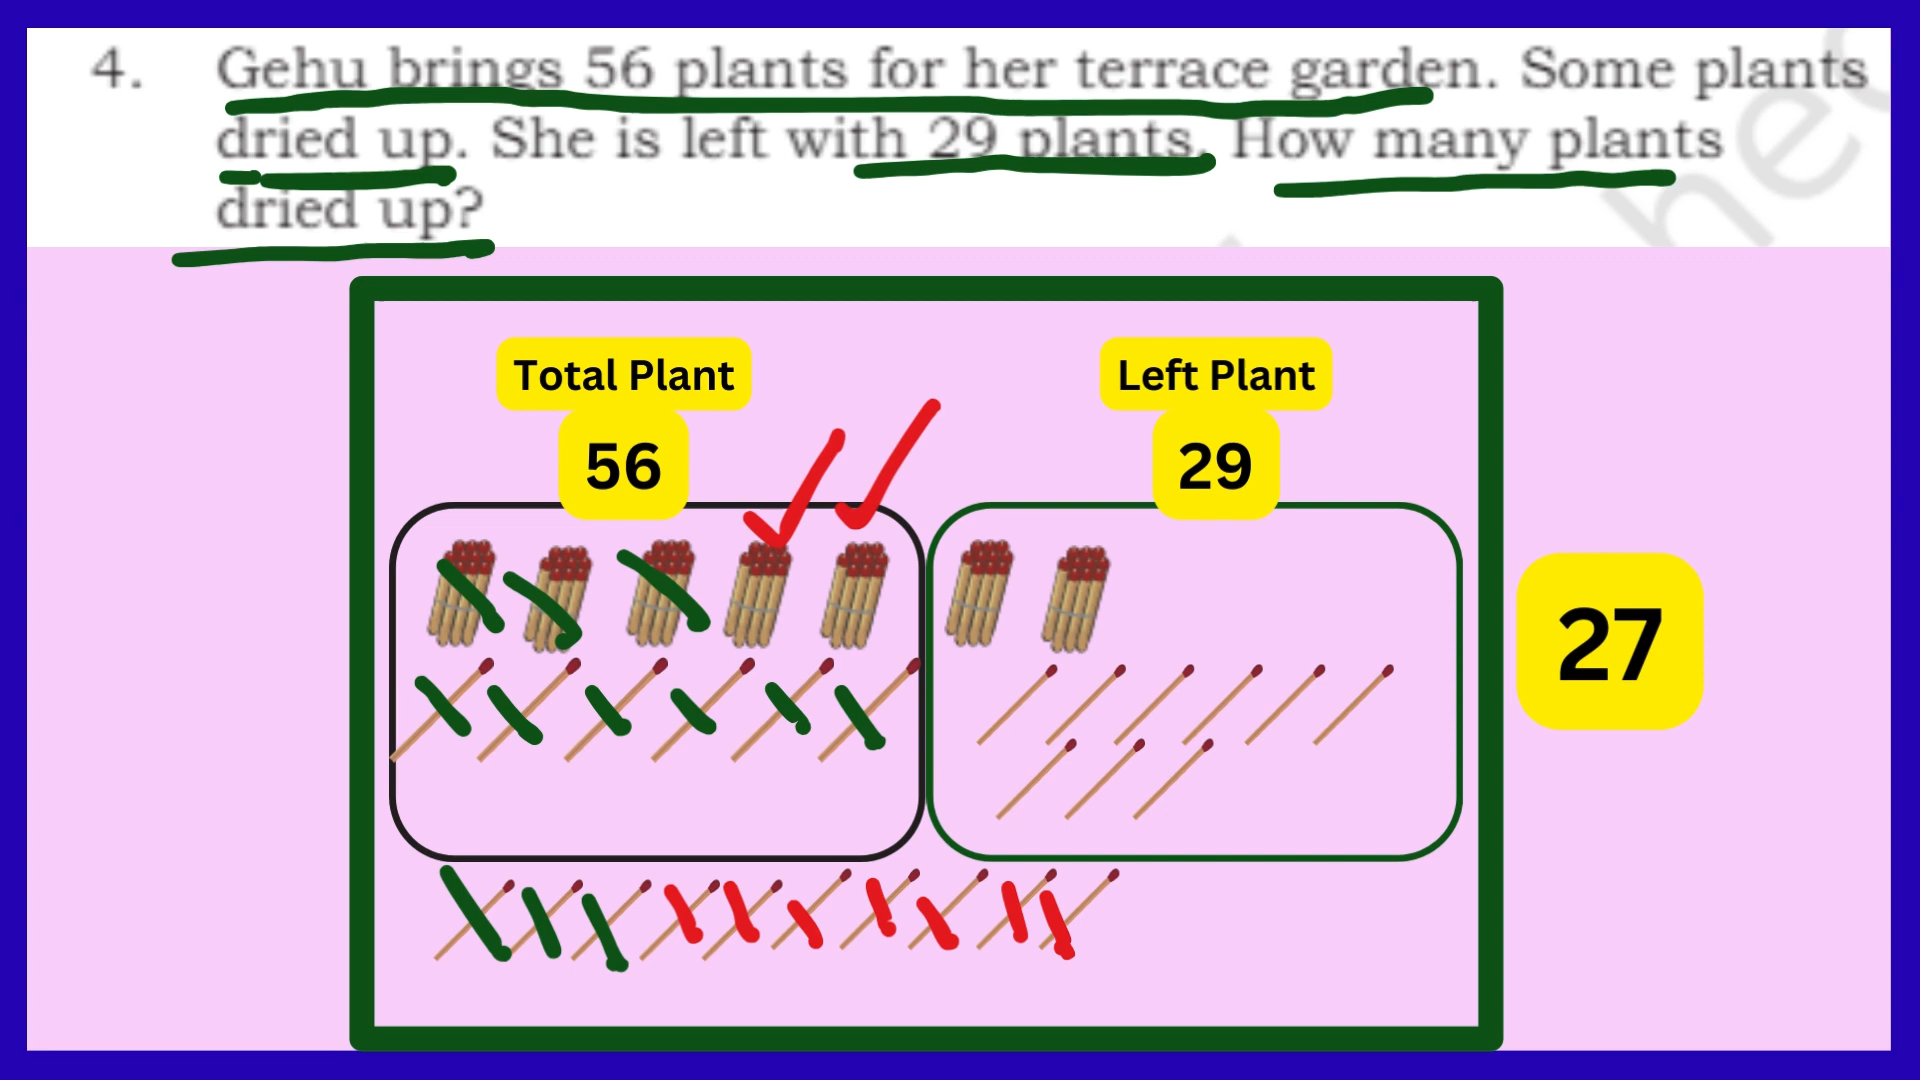 4. Gehu brings 56 plants for her terrace garden. Some plants
dried up. She is left with 29 plants. How many plants
dried up?
Total Plant
56
Left Plant
29
27